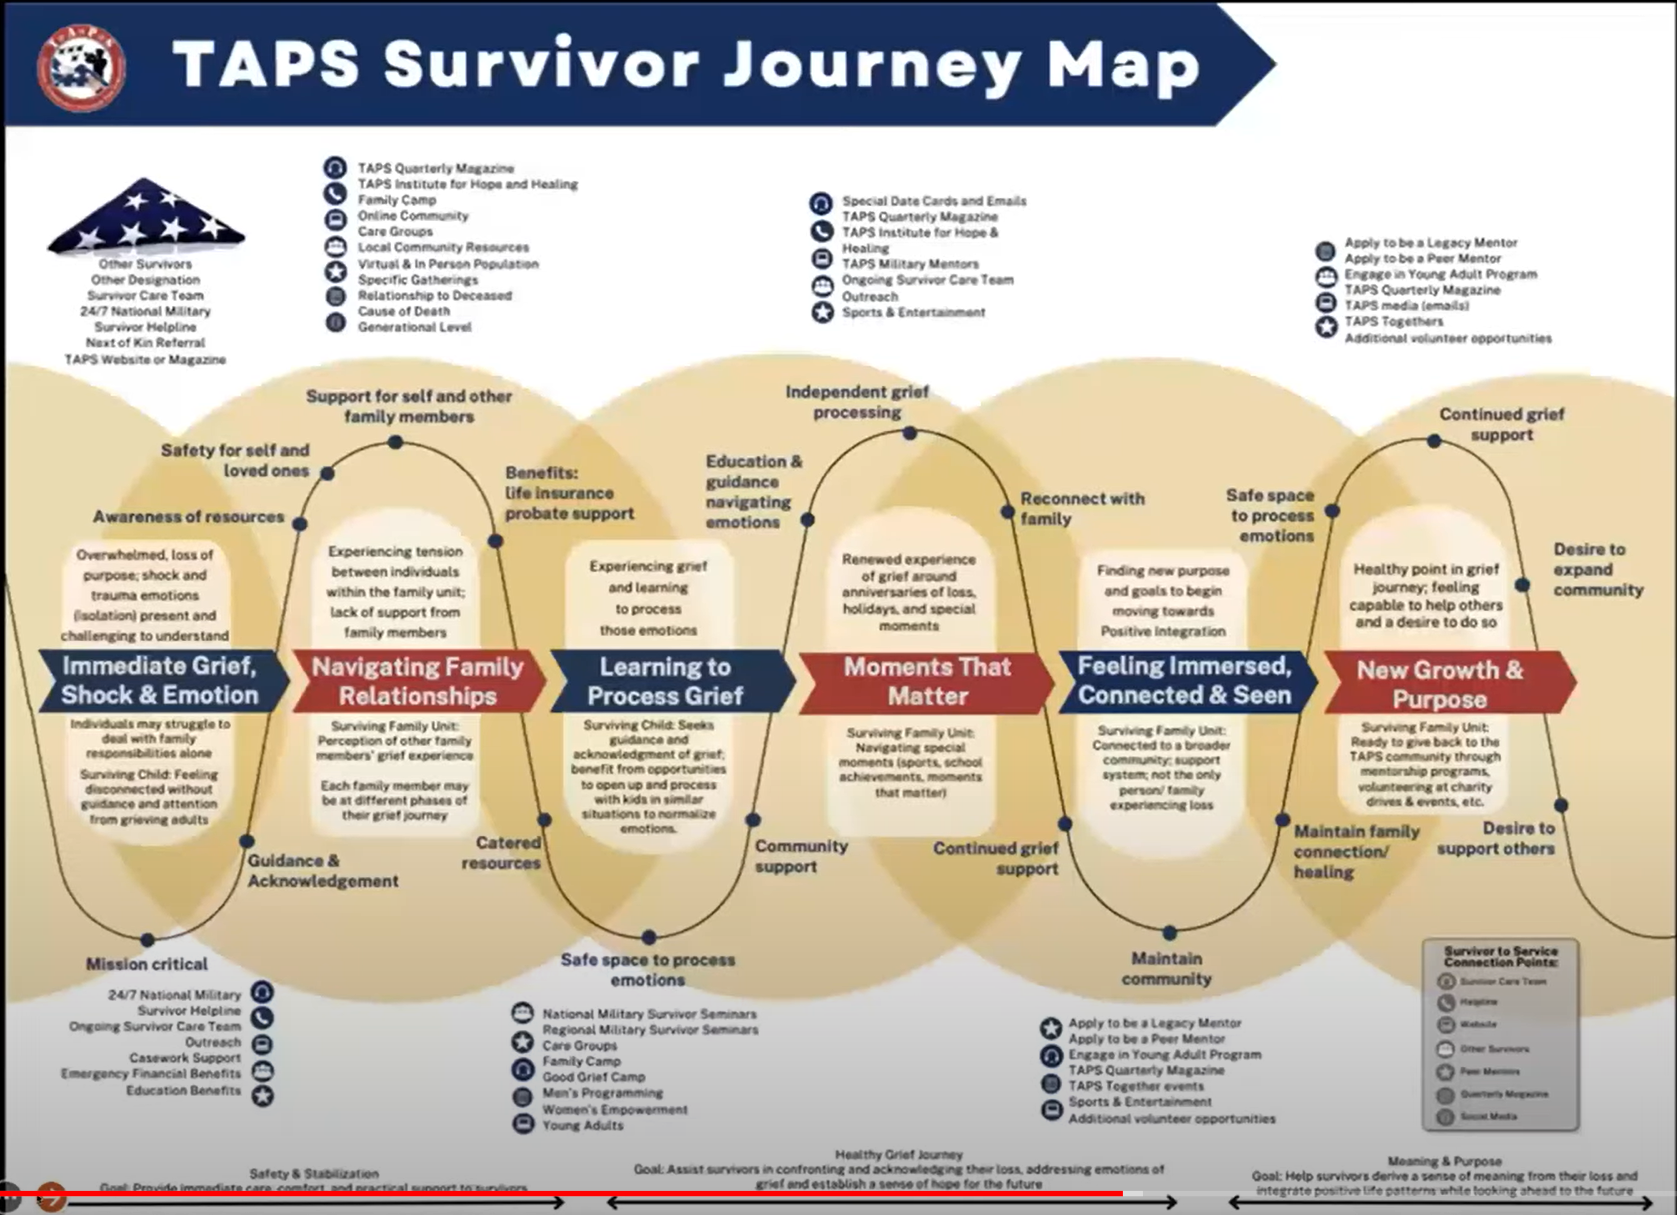 TAPS Survivor Journey Map
Other Survivors
Other Designation
Survivor Care Team
24/7 National Military
Survivor Helpline
Next of Kin Referral
TAPS Website or Magazine
TAPS Quarterly Magazine
TAPS Institute for Hope and Healing
Family Camp
Online Community
Care Groups
Local Community Resources
Virtual & In Person Population
Specific Gatherings
Relationship to Deceased
Cause of Death
Generational Level
Special Date Cards and Emails
TAPS Quarterly Magazine
TAPS Institute for Hope &
Healing
TAPS Military Mentors
Ongoing Survivor Care Team
Outreach
Sports & Entertainment
Apply to be a Legacy Mentor
Apply to be a Peer Mentor
Engage in Young Adult Program
TAPS Quarterly Magazine
TAPS media (emails)
TAPS Togethers
Additional volunteer opportunities
Support for self and other
family members
Safety for self and
loved ones
Awareness of resources
Benefits:
life insurance
probate support
Independent grief
processing
Education &
guidance
navigating
emotions
Reconnect with
family
Safe space
to process
emotions
Continued grief
support
Desire to
expand
community
Overwhelmed, loss of
purpose; shock and
trauma emotions
(isolation) present and
challenging to understand
Immediate Grief,
Shock & Emotion
Individuals may struggle to
deal with family
responsibilities alone
Surviving Child: Feeling
disconnected without
guidance and attention
from grieving adults
Experiencing tension
between individuals
within the family unit;
lack of support from
family members
Navigating Family
Relationships
Surviving Family Unit:
Perception of other family
members' grief experience
Each family member may
be at different phases of
their grief journey
Experiencing grief
and learning
to process
those emotions
Learning to
Process Grief
Surviving Child: Seeks
guidance and
acknowledgment of grief;
benefit from opportunities
to open up and process
with kids in similar
situations to normalize
emotions.
Renewed experience
of grief around
anniversaries of loss,
holidays, and special
moments
Moments That
Matter
Surviving Family Unit:
Navigating special
moments (sports, school
achievements, moments
that matter)
Finding new purpose
and goals to begin
moving towards
Positive Integration
Feeling Immersed,
Connected & Seen
Surviving Family Unit:
Connected to a broader
community; support
system; not the only
person/ family
experiencing loss
Healthy point in grief
journey; feeling
capable to help others
and a desire to do so
New Growth &
Purpose
Surviving Family Unit:
Ready to give back to the
TAPS community through
mentorship programs,
volunteering at charity
drives & events, etc.
Guidance &
Acknowledgement
Catered
resources
Community
support
Continued grief
support
Maintain family
connection/
healing
Desire to
support others
Mission critical
24/7 National Military
Survivor Helpline
Ongoing Survivor Care Team
Outreach
Casework Support
Emergency Financial Benefits
Education Benefits
Safe space to process
emotions
National Military Survivor Seminars
Regional Military Survivor Seminars
Care Groups
Family Camp
Good Grief Camp
Men's Programming
Women's Empowerment
Young Adults
Maintain
community
Apply to be a Legacy Mentor
Apply to be a Peer Mentor
Engage in Young Adult Program
TAPS Quarterly Magazine
TAPS Together events
Sports & Entertainment
Additional volunteer opportunities
Survivor to Service
Connection Points:
Survivor Care Team
Helpline
Website
Other Survivors
Peer Mentors
Quarterly Magazine
Social Media
Safety & Stabilization
Goal: Provide immediate care, comfort, and practical support to survivors
Healthy Grief Journey
Goal: Assist survivors in confronting and acknowledging their loss, addressing emotions of
grief and establish a sense of hope for the future
Meaning & Purpose
Goal: Help survivors derive a sense of meaning from their loss and
integrate positive life patterns while looking ahead to the future